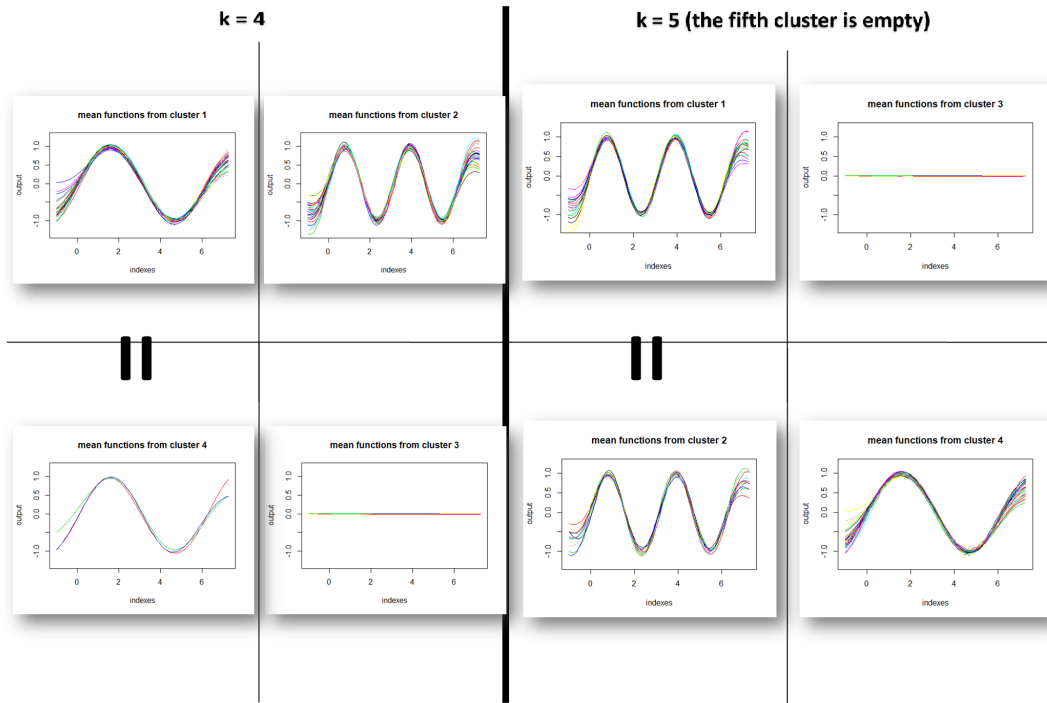 k = 4
k = 5 (the fifth cluster is empty)
mean functions from cluster 1
output
1.0
0.5
0.0
-1.0
0 2 4 6
indexes
mean functions from cluster 2
output
1.0
0.5
0.0
-1.0
0 2 4 6
indexes
mean functions from cluster 1
output
1.0
0.5
0.0
-1.0
0 2 4 6
indexes
mean functions from cluster 3
output
1.0
0.5
0.0
-1.0
0 2 4 6
indexes
mean functions from cluster 4
output
1.0
0.5
0.0
-1.0
0 2 4 6
indexes
mean functions from cluster 3
output
1.0
0.5
0.0
-1.0
0 2 4 6
indexes
mean functions from cluster 2
output
1.0
0.5
0.0
-1.0
0 2 4 6
indexes
mean functions from cluster 4
output
1.0
0.5
0.0
-1.0
0 2 4 6
indexes